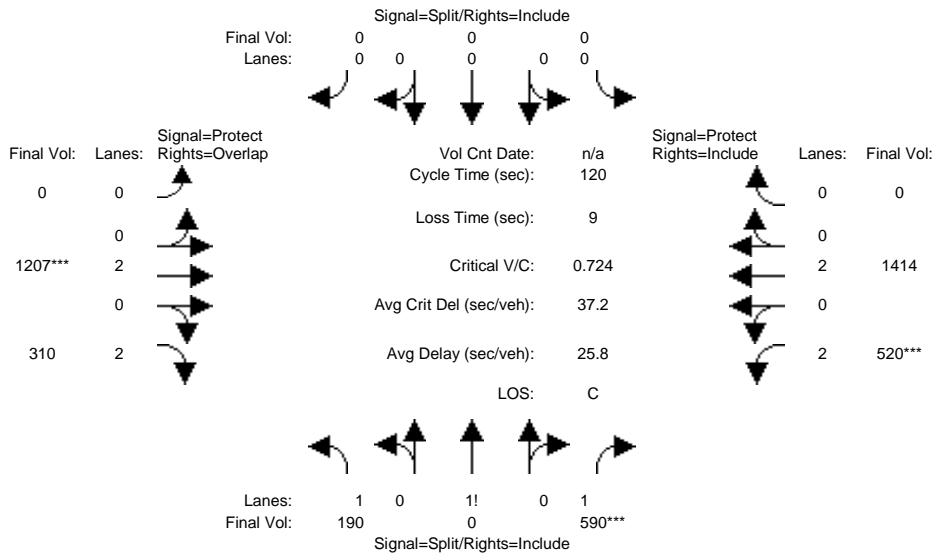 Signal=Split/Rights=Include
Final Vol: 0 0 0
Lanes: 0 0 0 0 0
Signal=Protect Signal=Protect
Final Vol: Lanes: Rights=Overlap Vol Cnt Date: n/a Rights=Include Lanes: Final Vol:
Cycle Time (sec): 120
0 0 0 0
Loss Time (sec): 9
0 0
1207*** 2 Critical V/C: 0.724 2 1414
0 Avg Crit Del (sec/veh): 37.2 0
310 2 Avg Delay (sec/veh): 25.8 2 520***
LOS: C
Lanes: 1 0 1! 0 1
Final Vol: 190 0 590***
Signal=Split/Rights=Include